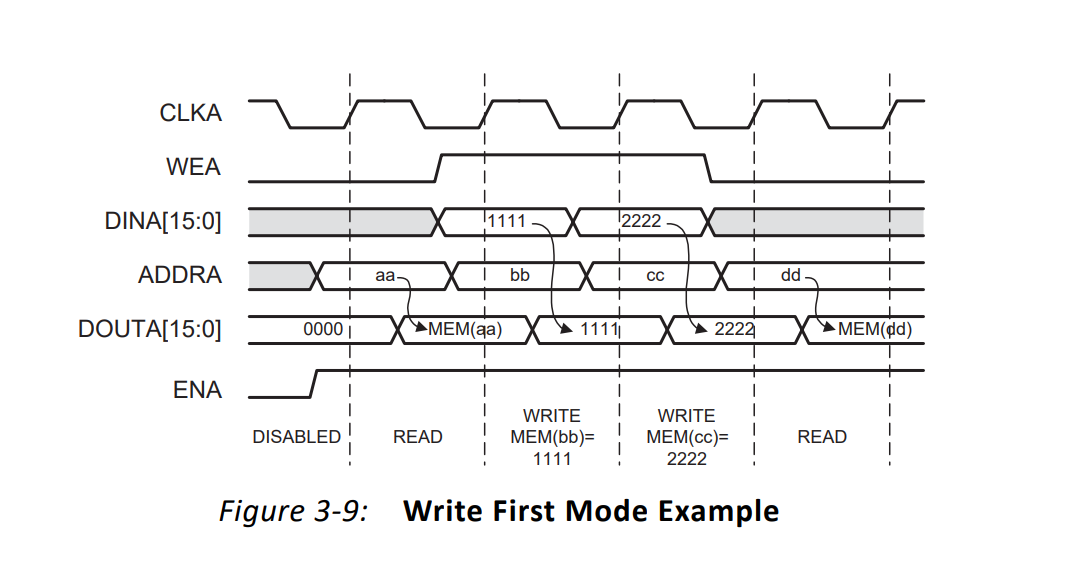 CLKA
WEA
DINA[15:0] 1111 2222
ADDRA aa bb cc dd
DOUTA[15:0] 0000 MEM(aa) 1111 2222 MEM(dd)
ENA
DISABLED READ WRITE MEM(bb)= 1111 WRITE MEM(cc)= 2222 READ
Figure 3-9: Write First Mode Example